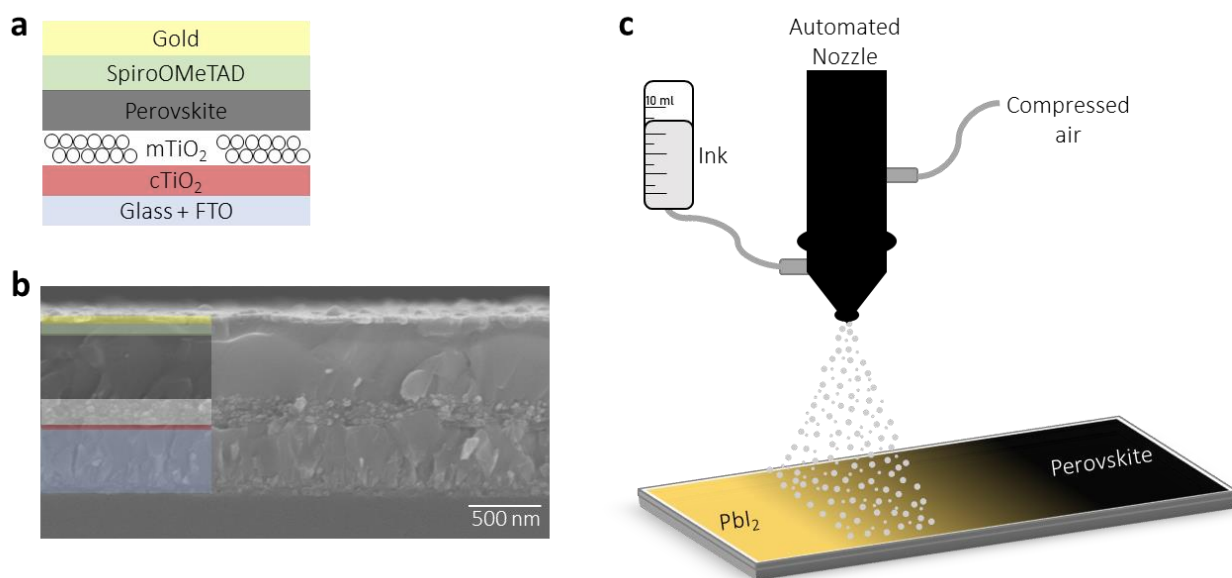 a
Gold
SpiroOMeTAD
Perovskite
mTiO₂
cTiO₂
Glass + FTO
b
500 nm
c
Automated
Nozzle
10 ml
Ink
Compressed
air
PbI₂
Perovskite